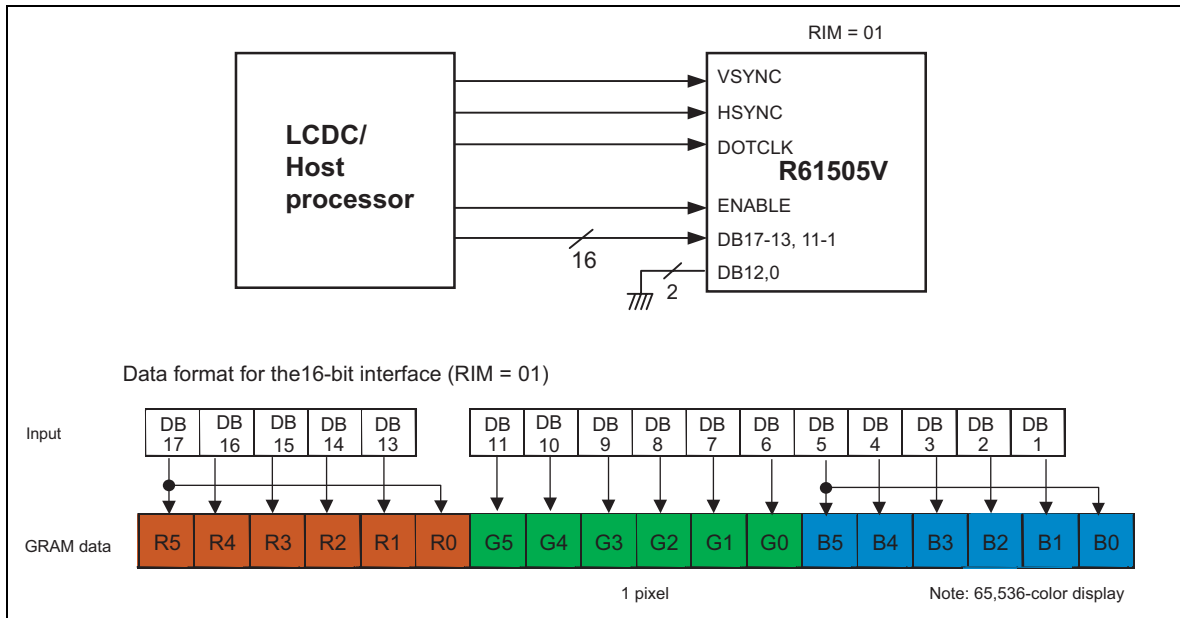 RIM = 01
LCDC/
Host
processor
VSYNC
HSYNC
DOTCLK
R61505V
ENABLE
DB17-13, 11-1
16
DB12,0
2
Data format for the16-bit interface (RIM = 01)
Input
DB 17 DB 16 DB 15 DB 14 DB 13 DB 11 DB 10 DB 9 DB 8 DB 7 DB 6 DB 5 DB 4 DB 3 DB 2 DB 1
GRAM data
R5 R4 R3 R2 R1 R0 G5 G4 G3 G2 G1 G0 B5 B4 B3 B2 B1 B0
1 pixel
Note: 65,536-color display